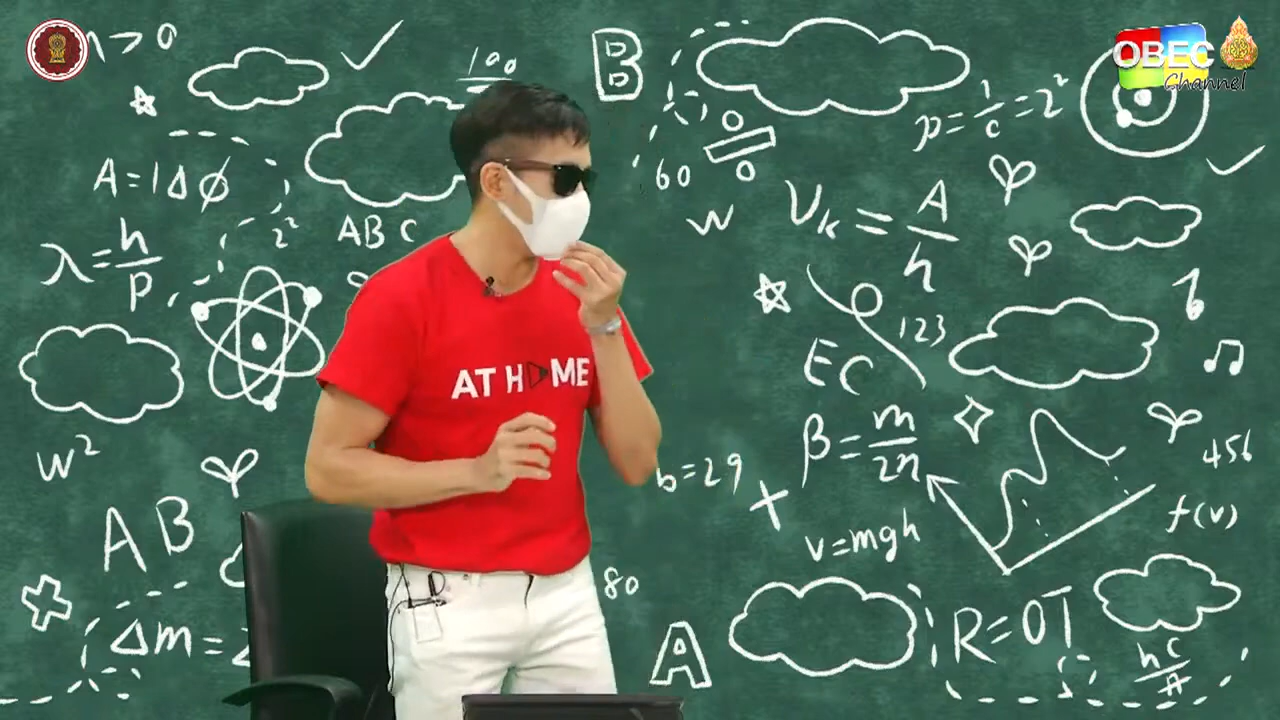 n > 0
100
B
OBEC
Channel
p = 1/c = 2²
60
A = 1Δφ
ABC
2²
W
V_k = A/h
λ = h/p
123
EC
β = m/2n
W²
b = 29
456
AB
v = mgh
f(v)
80
Δm =
A
R = 0T
hc/A
AT HOME